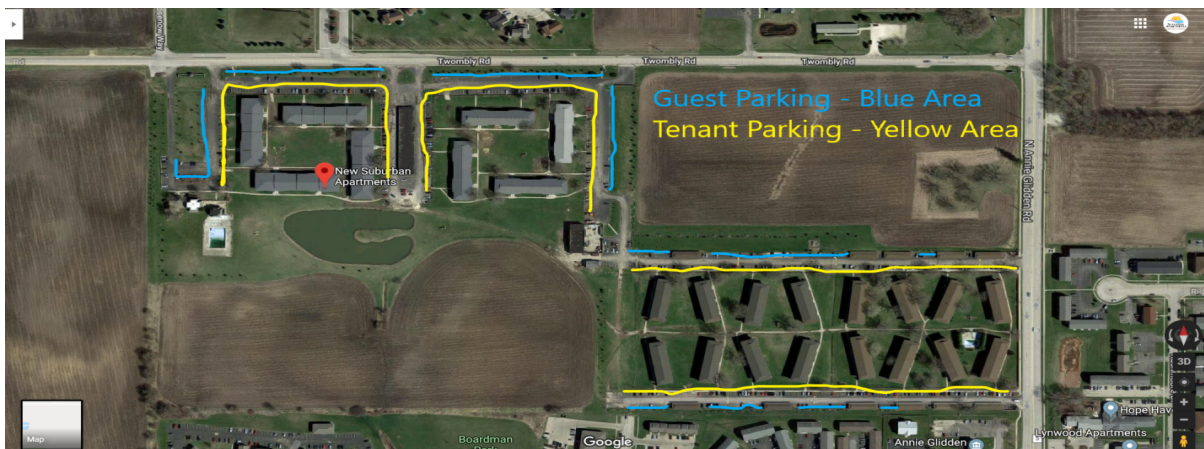 Twombly Rd
Twombly Rd
Twombly Rd
Guest Parking - Blue Area
Tenant Parking - Yellow Area
New Suburban
Apartments
N Annie Glidden Rd
3D
Hope Hav
Lynwood Apartments
Annie Glidden
Google
Boardman
Map